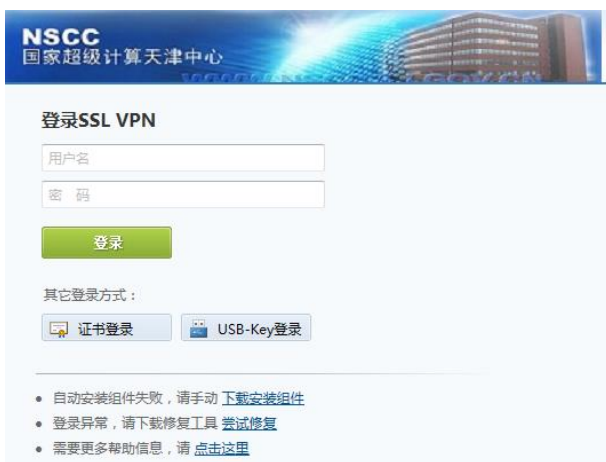 NSCC
国家超级计算天津中心
登录SSL VPN
用户名
密 码
登录
其它登录方式：
证书登录
USB-Key登录
自动安装组件失败，请手动 下载安装组件
登录异常，请下载修复工具 尝试修复
需要更多帮助信息，请 点击这里